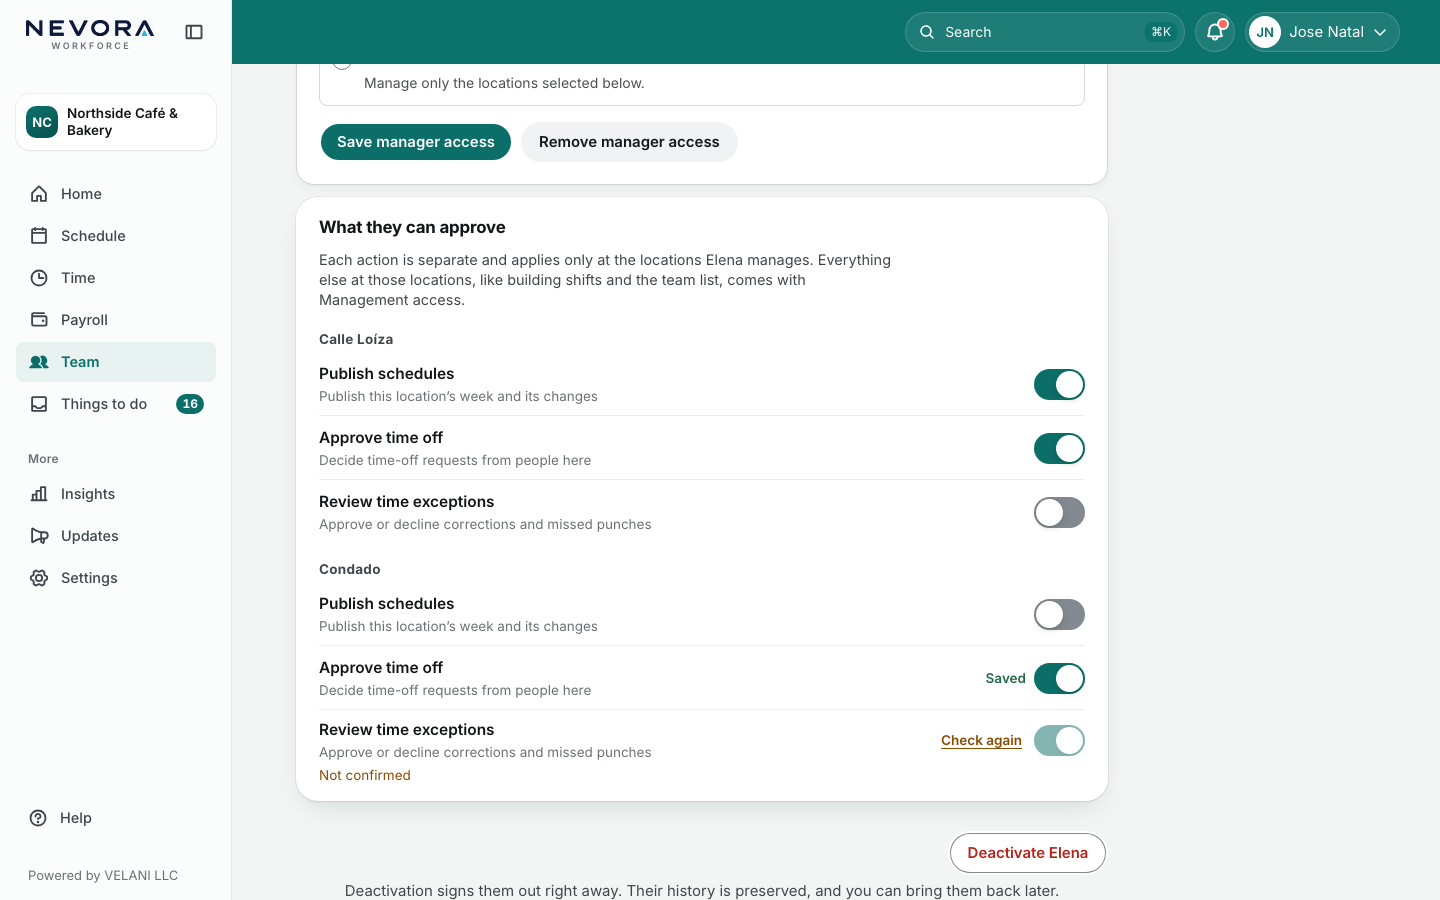 NEVORA
WORKFORCE
Search
⌘K
JN
Jose Natal
NC
Northside Café &
Bakery
Home
Schedule
Time
Payroll
Team
Things to do
16
More
Insights
Updates
Settings
Help
Powered by VELANI LLC
Manage only the locations selected below.
Save manager access
Remove manager access
What they can approve
Each action is separate and applies only at the locations Elena manages. Everything
else at those locations, like building shifts and the team list, comes with
Management access.
Calle Loíza
Publish schedules
Publish this location’s week and its changes
Approve time off
Decide time-off requests from people here
Review time exceptions
Approve or decline corrections and missed punches
Condado
Publish schedules
Publish this location’s week and its changes
Approve time off
Decide time-off requests from people here
Saved
Review time exceptions
Approve or decline corrections and missed punches
Not confirmed
Check again
Deactivate Elena
Deactivation signs them out right away. Their history is preserved, and you can bring them back later.